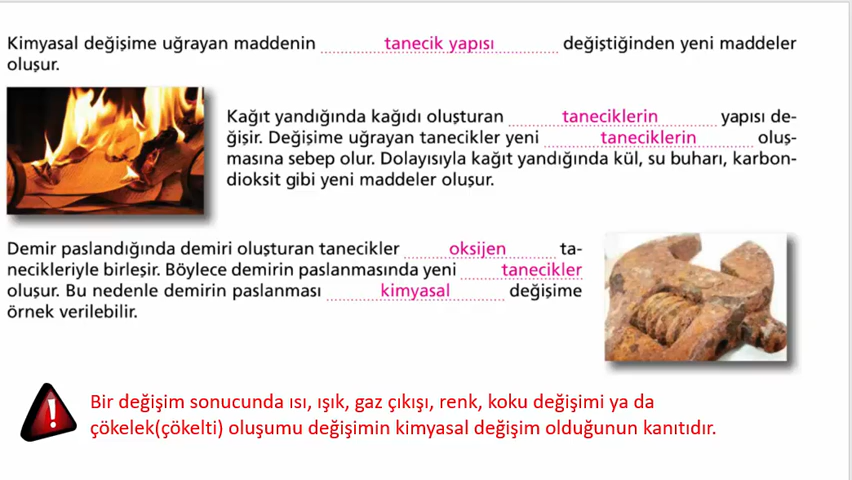 Kimyasal değişime uğrayan maddenin tanecik yapısı değiştiğinden yeni maddeler
oluşur.
Kağıt yandığında kağıdı oluşturan taneciklerin yapısı de-
ğişir. Değişime uğrayan tanecikler yeni taneciklerin oluş-
masına sebep olur. Dolayısıyla kağıt yandığında kül, su buharı, karbon-
dioksit gibi yeni maddeler oluşur.
Demir paslandığında demiri oluşturan tanecikler oksijen ta-
necikleriyle birleşir. Böylece demirin paslanmasında yeni tanecikler
oluşur. Bu nedenle demirin paslanması kimyasal değişime
örnek verilebilir.
Bir değişim sonucunda ısı, ışık, gaz çıkışı, renk, koku değişimi ya da
çökelek(çökelti) oluşumu değişimin kimyasal değişim olduğunun kanıtıdır.